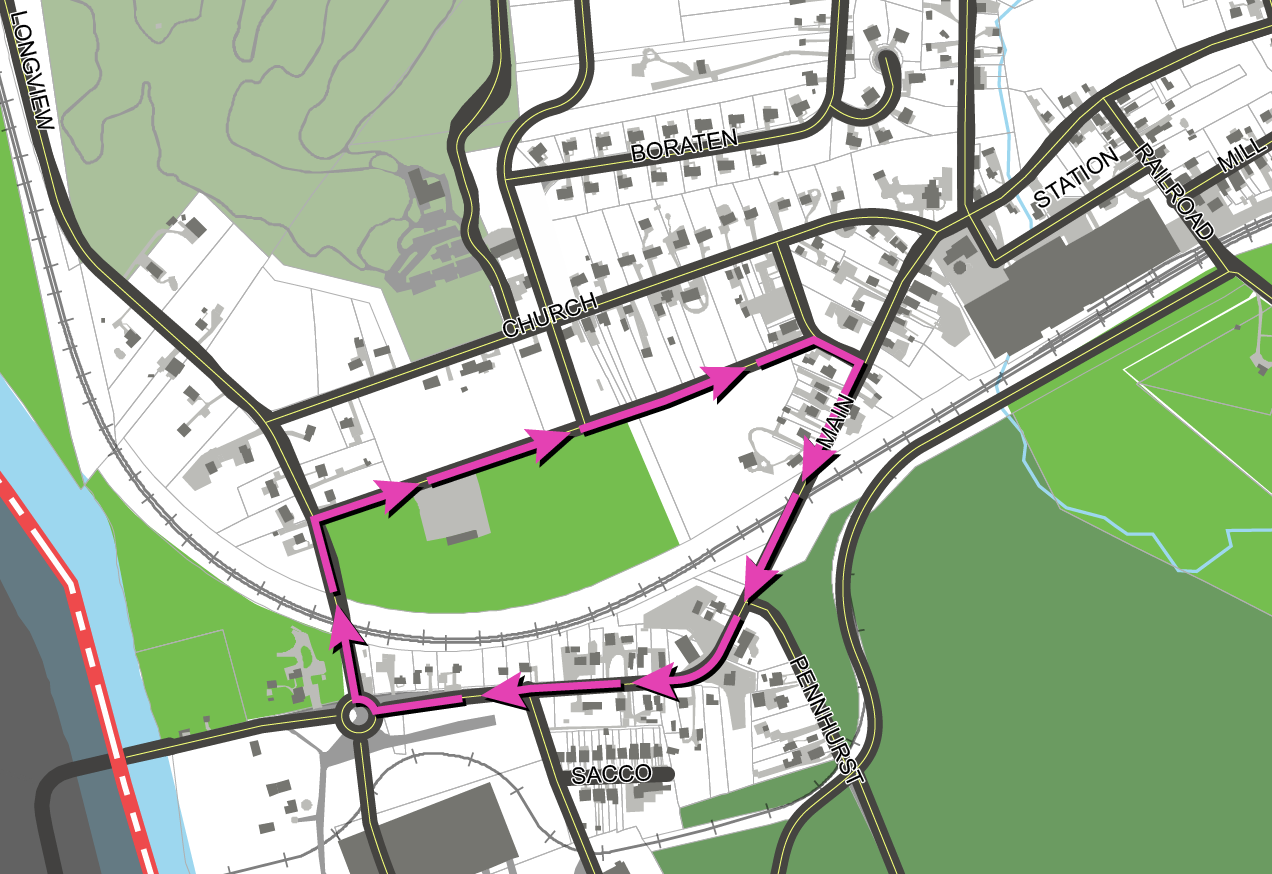 LONGVIEW
BORATEN
STATION
RAILROAD
MILL
CHURCH
MAIN
PENNHURST
SACCO